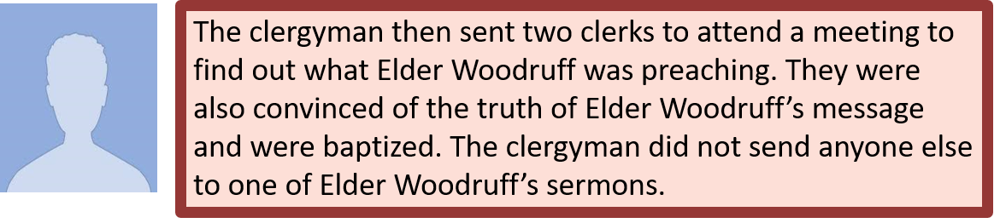 The clergyman then sent two clerks to attend a meeting to
find out what Elder Woodruff was preaching. They were
also convinced of the truth of Elder Woodruff’s message
and were baptized. The clergyman did not send anyone else
to one of Elder Woodruff’s sermons.